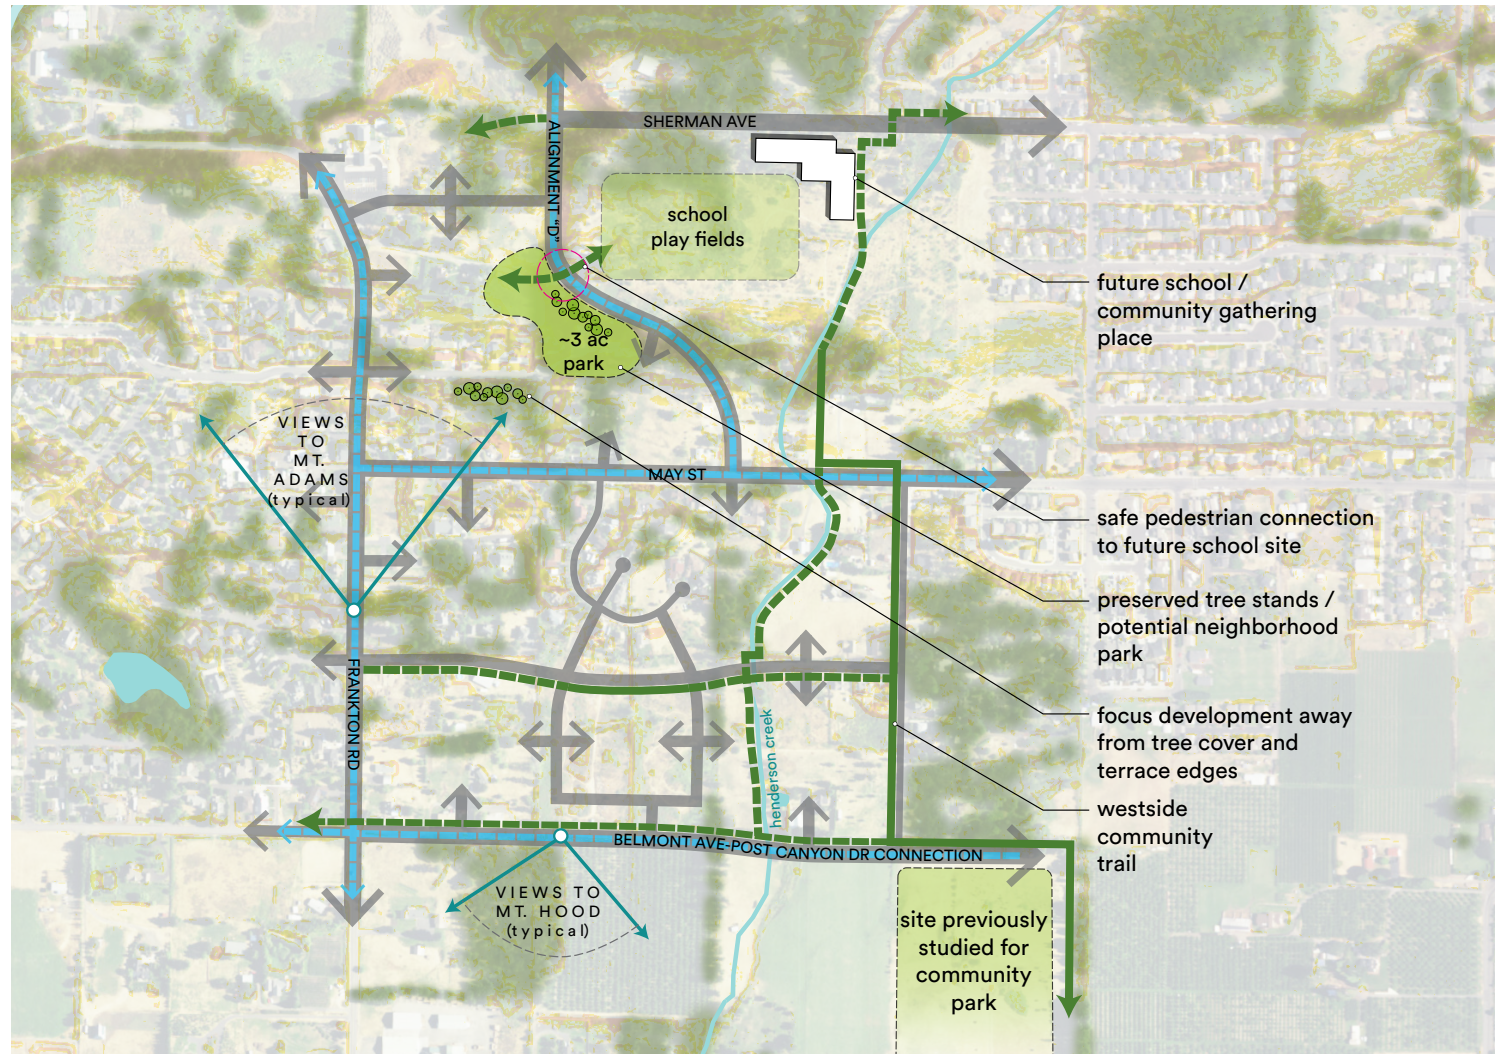 SHERMAN AVE
ALIGNMENT "D"
school
play fields
future school /
community gathering
place
~3 ac
park
VIEWS
TO
MT.
ADAMS
(typical)
MAY ST
safe pedestrian connection
to future school site
preserved tree stands /
potential neighborhood
park
FRANKTON RD
henderson creek
focus development away
from tree cover and
terrace edges
westside
community
trail
BELMONT AVE-POST CANYON DR CONNECTION
VIEWS TO
MT. HOOD
(typical)
site previously
studied for
community
park